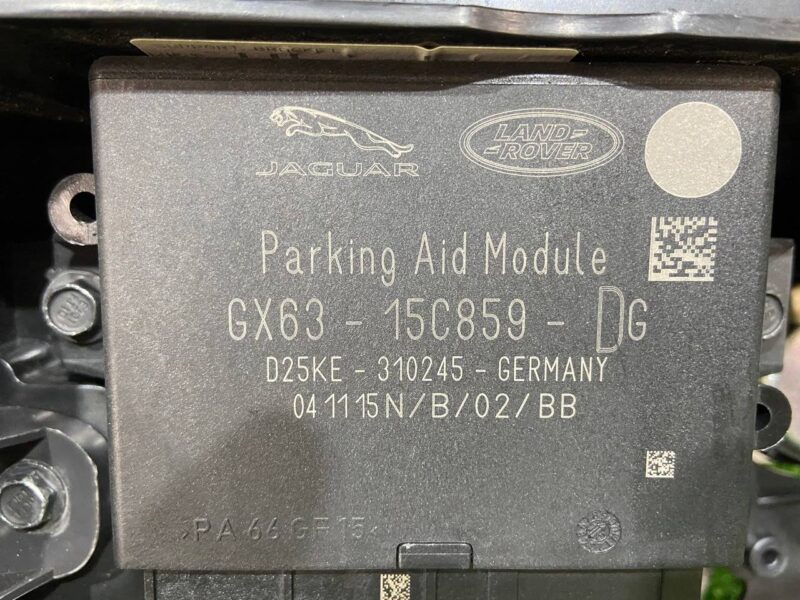 JAGUAR
LAND-
-ROVER
Parking Aid Module
GX63 - 15C859 - DG
D25KE - 310245 - GERMANY
041115N/B/02/BB
>PA 66 GF15<